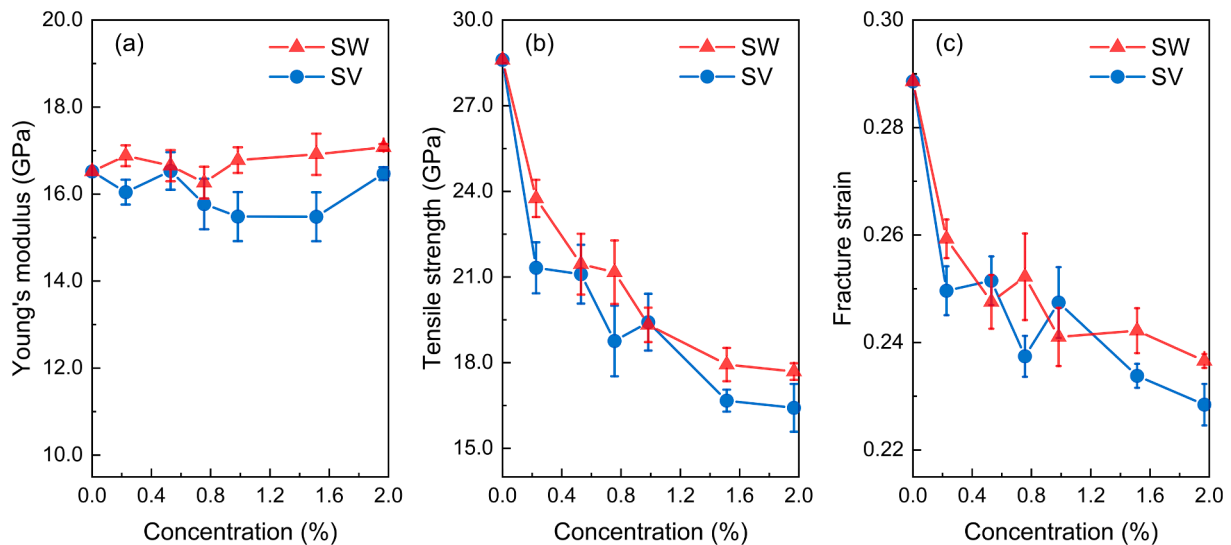 (a)
SW
SV
20.0
18.0
17.0
16.0
14.0
12.0
10.0
Young's modulus (GPa)
0.0 0.4 0.8 1.2 1.6 2.0
Concentration (%)
(b)
SW
SV
30.0
27.0
24.0
21.0
18.0
15.0
Tensile strength (GPa)
0.0 0.4 0.8 1.2 1.6 2.0
Concentration (%)
(c)
SW
SV
0.30
0.28
0.26
0.24
0.22
Fracture strain
0.0 0.4 0.8 1.2 1.6 2.0
Concentration (%)